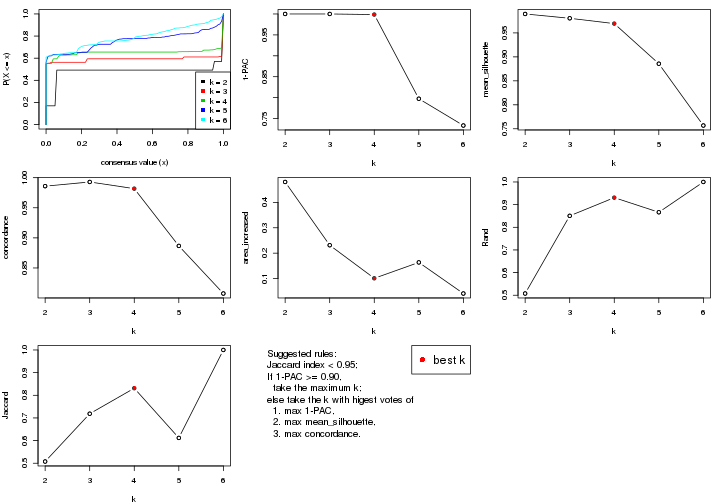 P(X <= x)
1.0
0.8
0.6
0.4
0.2
0.0
k = 2
k = 3
k = 4
k = 5
k = 6
0.0 0.2 0.4 0.6 0.8 1.0
consensus value (x)
1-PAC
0.95
0.85
0.75
2 3 4 5 6
k
mean_silhouette
0.95
0.90
0.85
0.80
0.75
2 3 4 5 6
k
concordance
1.00
0.95
0.90
0.85
2 3 4 5 6
k
area_increased
0.4
0.3
0.2
0.1
2 3 4 5 6
k
Rand
1.0
0.9
0.8
0.7
0.6
0.5
2 3 4 5 6
k
Jaccard
1.0
0.9
0.8
0.7
0.6
0.5
2 3 4 5 6
k
Suggested rules:
Jaccard index < 0.95;
If 1-PAC >= 0.90,
take the maximum k;
else take the k with higest votes of
1. max 1-PAC,
2. max mean_silhouette,
3. max concordance.
best k